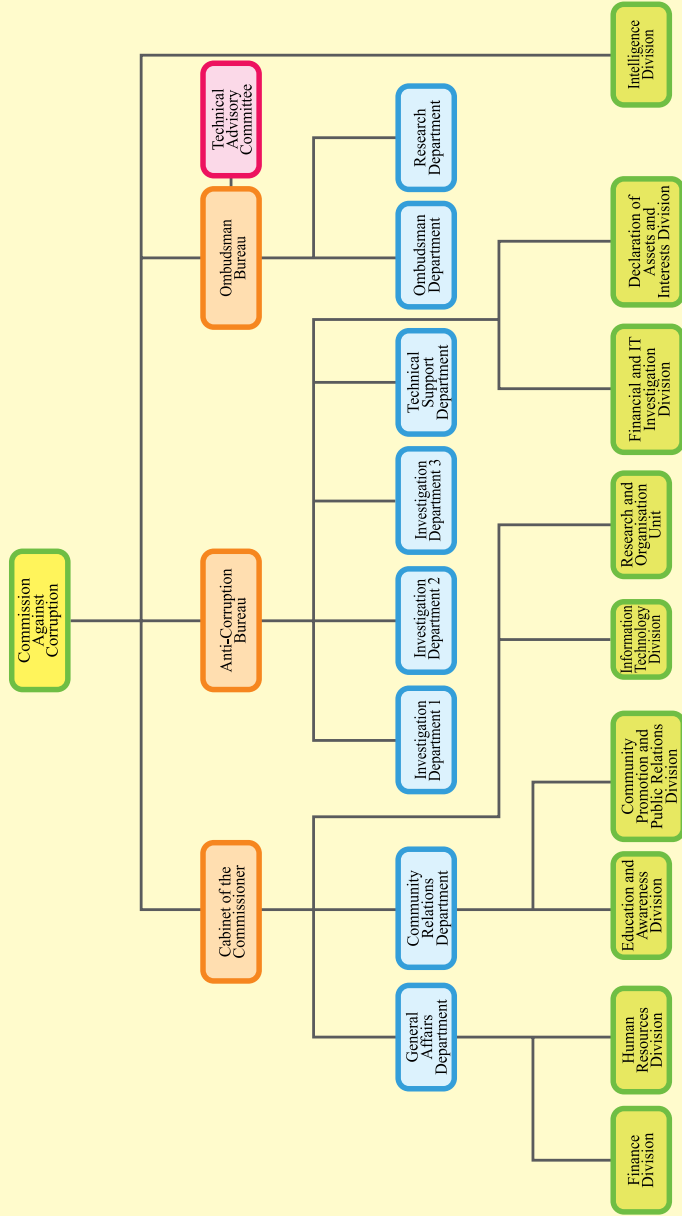 Commission
Against
Corruption
Cabinet of the
Commissioner
Anti-Corruption
Bureau
Ombudsman
Bureau
Technical
Advisory
Committee
General
Affairs
Department
Community
Relations
Department
Investigation
Department 1
Investigation
Department 2
Investigation
Department 3
Technical
Support
Department
Ombudsman
Department
Research
Department
Finance
Division
Human
Resources
Division
Education and
Awareness
Division
Community
Promotion and
Public Relations
Division
Information
Technology
Division
Research and
Organisation
Unit
Financial and IT
Investigation
Division
Declaration of
Assets and
Interests Division
Intelligence
Division